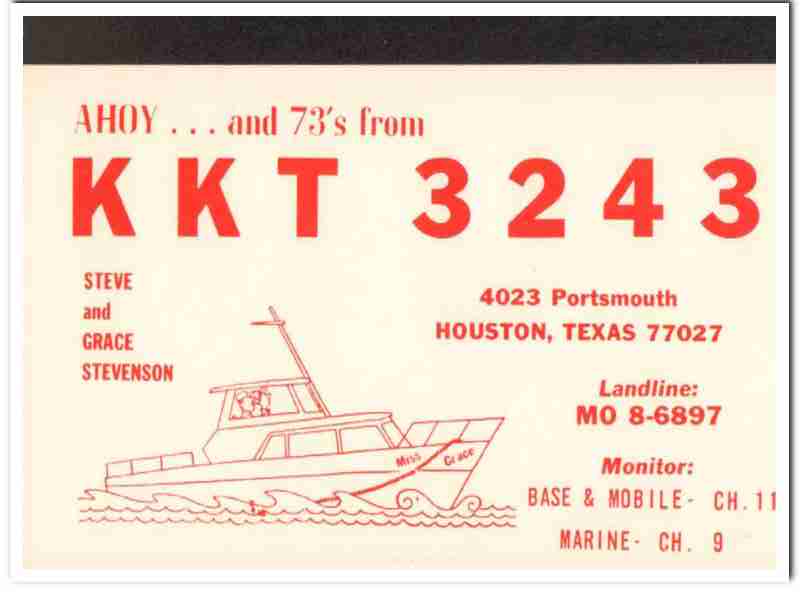 AHOY . . . and 73's from
KKT 3243
STEVE
and
GRACE
STEVENSON
4023 Portsmouth
HOUSTON, TEXAS 77027
Landline:
MO 8-6897
Miss Grace
Monitor:
BASE & MOBILE- CH. 11
MARINE- CH. 9